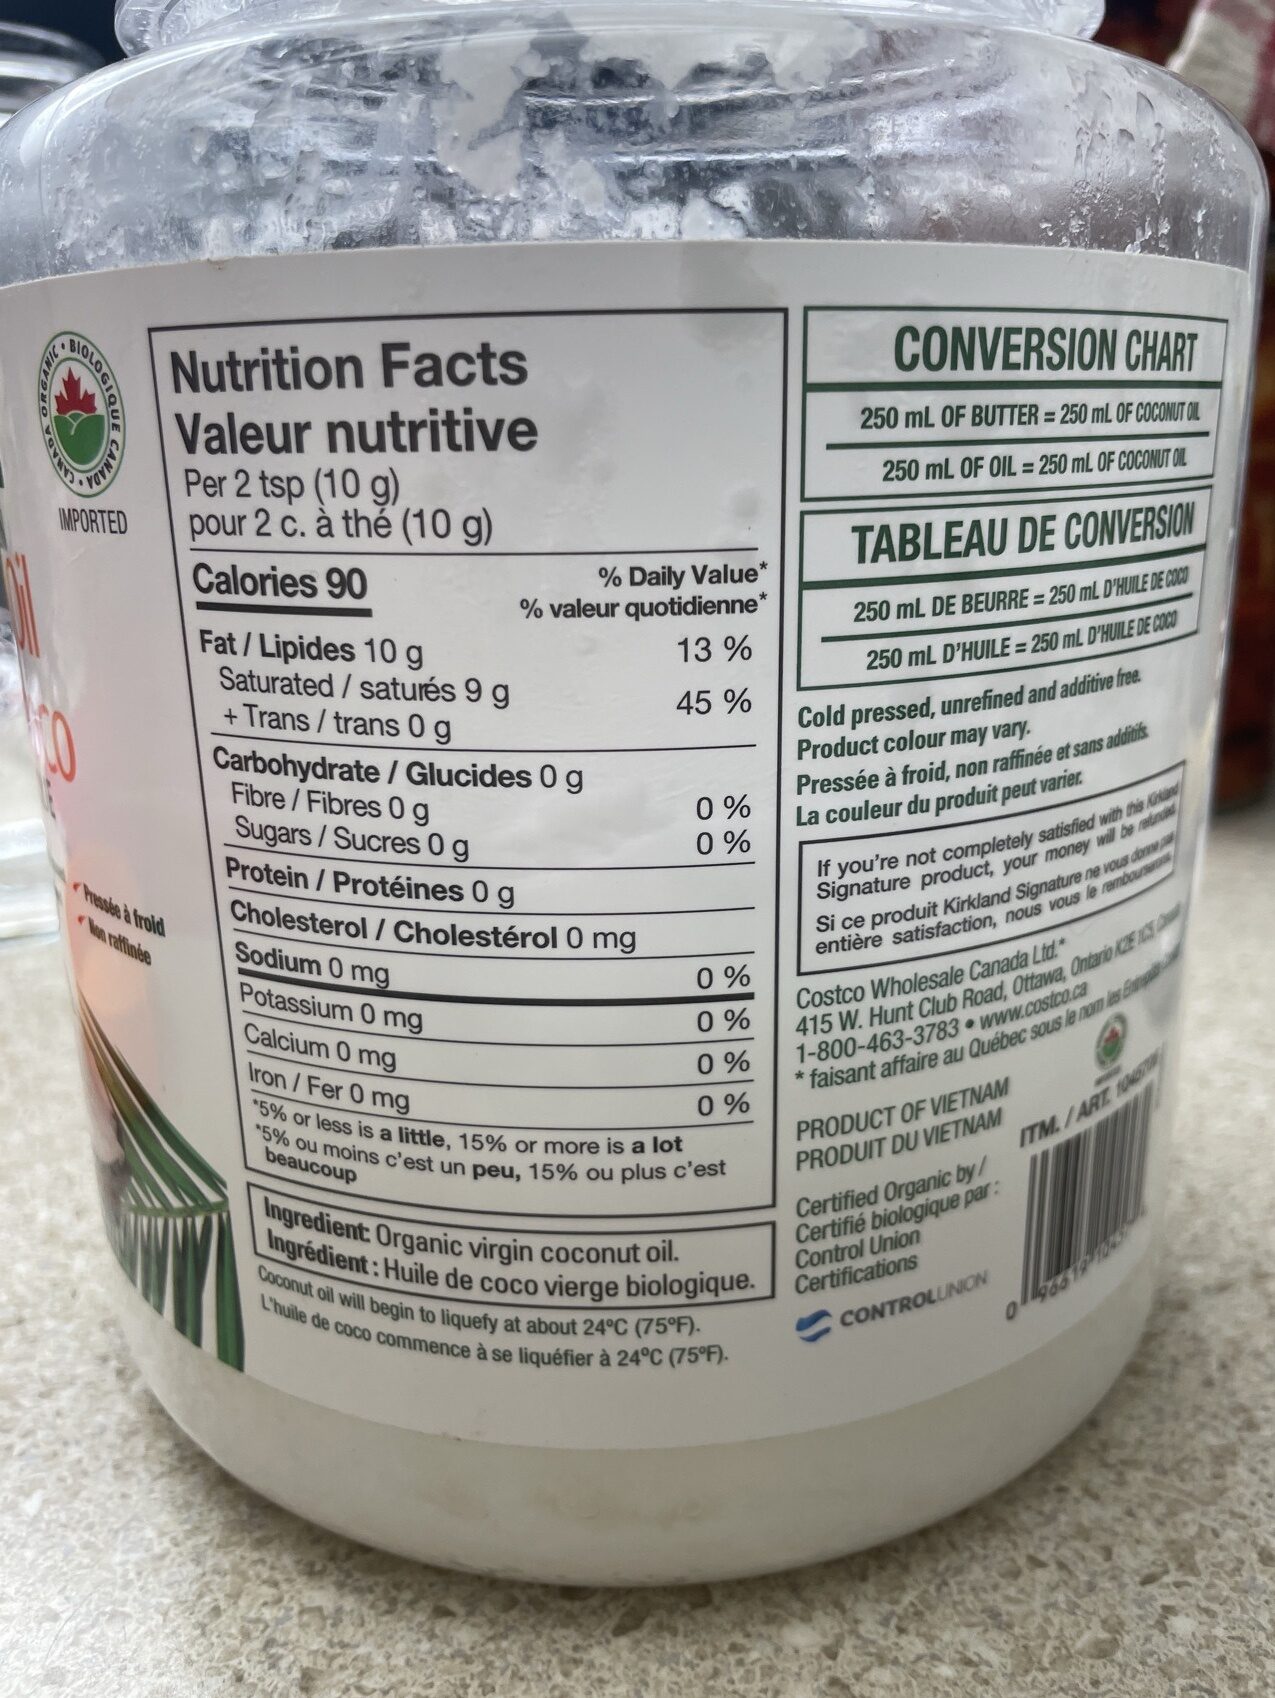 CANADA ORGANIC • BIOLOGIQUE CANADA •
IMPORTED
Oil
CO
Pressée à froid
Non raffinée
Nutrition Facts
Valeur nutritive
Per 2 tsp (10 g)
pour 2 c. à thé (10 g)
Calories 90
% Daily Value*
% valeur quotidienne*
Fat / Lipides 10 g 13 %
Saturated / saturés 9 g
+ Trans / trans 0 g 45 %
Carbohydrate / Glucides 0 g
Fibre / Fibres 0 g 0 %
Sugars / Sucres 0 g 0 %
Protein / Protéines 0 g
Cholesterol / Cholestérol 0 mg
Sodium 0 mg 0 %
Potassium 0 mg 0 %
Calcium 0 mg 0 %
Iron / Fer 0 mg 0 %
*5% or less is a little, 15% or more is a lot
*5% ou moins c'est un peu, 15% ou plus c'est
beaucoup
Ingredient: Organic virgin coconut oil.
Ingrédient : Huile de coco vierge biologique.
Coconut oil will begin to liquefy at about 24ºC (75ºF).
L'huile de coco commence à se liquéfier à 24ºC (75ºF).
CONVERSION CHART
250 mL OF BUTTER = 250 mL OF COCONUT OIL
250 mL OF OIL = 250 mL OF COCONUT OIL
TABLEAU DE CONVERSION
250 mL DE BEURRE = 250 mL D'HUILE DE COCO
250 mL D'HUILE = 250 mL D'HUILE DE COCO
Cold pressed, unrefined and additive free.
Product colour may vary.
Pressée à froid, non raffinée et sans additifs.
La couleur du produit peut varier.
If you're not completely satisfied with this Kirkland
Signature product, your money will be refunded.
Si ce produit Kirkland Signature ne vous donne pas
entière satisfaction, nous vous le rembourserons.
Costco Wholesale Canada Ltd.*
415 W. Hunt Club Road, Ottawa, Ontario K2E 1C5, Canada
1-800-463-3783 • www.costco.ca
* faisant affaire au Québec sous le nom les Entrepôts
PRODUCT OF VIETNAM
PRODUIT DU VIETNAM
ITM. / ART.
Certified Organic by /
Certifié biologique par :
Control Union
Certifications
CONTROLUNION
0